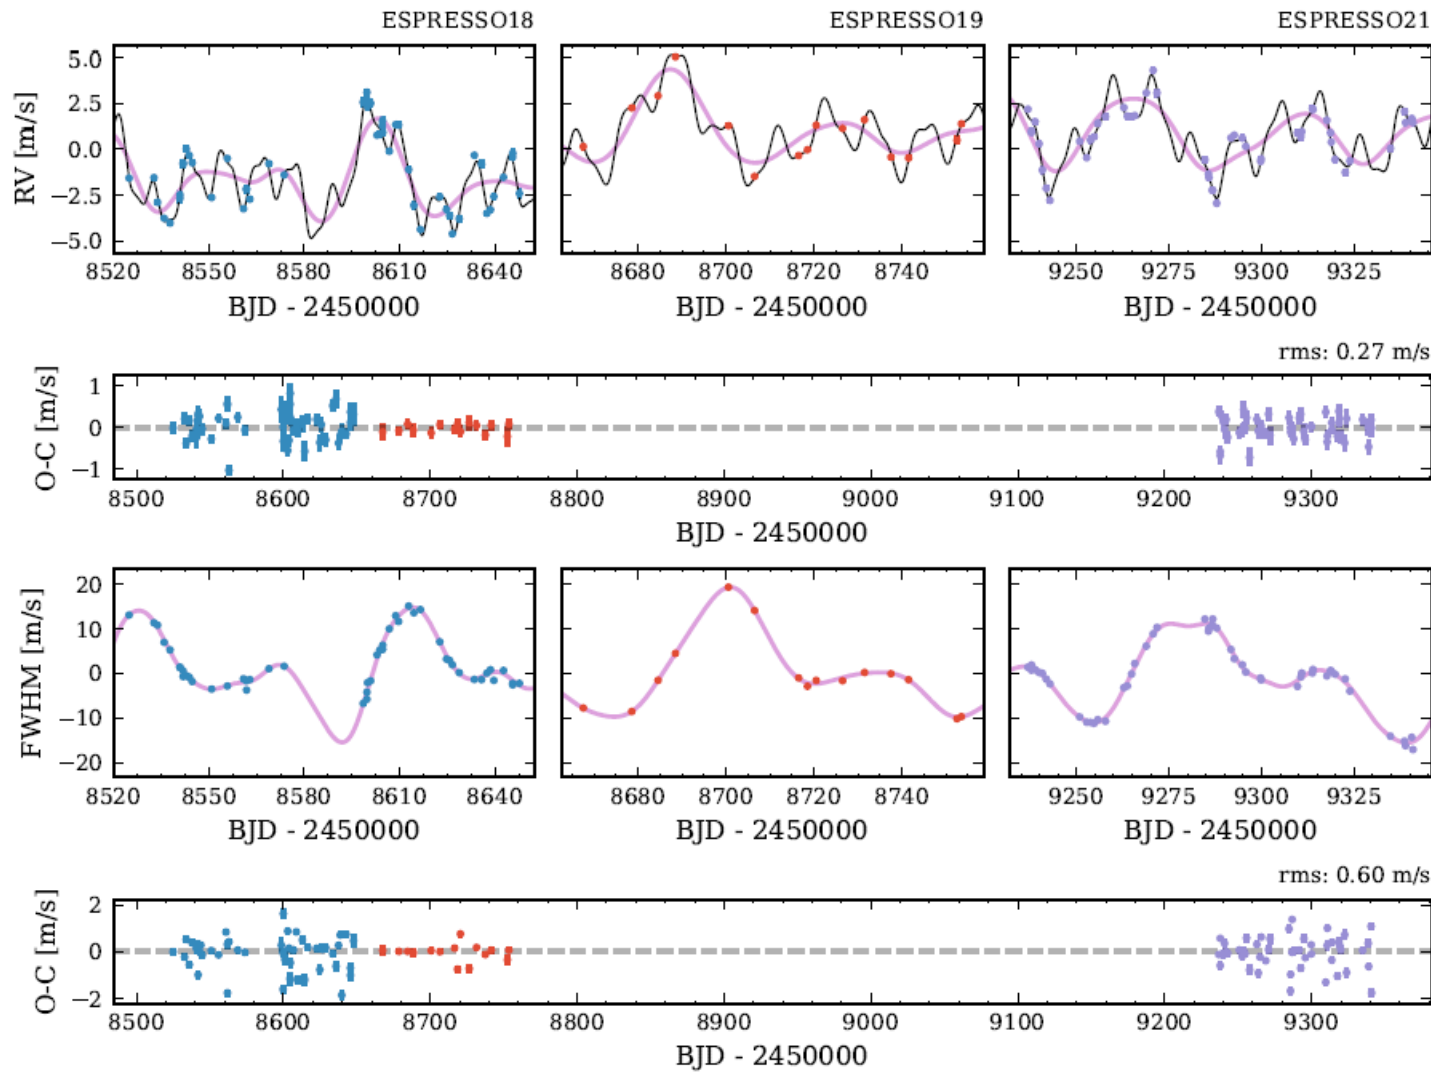 ESPRESSO18 ESPRESSO19 ESPRESSO21
RV [m/s]
5.0
2.5
0.0
−2.5
−5.0
8520 8550 8580 8610 8640 8680 8700 8720 8740 9250 9275 9300 9325
BJD - 2450000 BJD - 2450000 BJD - 2450000
rms: 0.27 m/s
O-C [m/s]
1
0
−1
8500 8600 8700 8800 8900 9000 9100 9200 9300
BJD - 2450000
FWHM [m/s]
20
10
0
−10
−20
8520 8550 8580 8610 8640 8680 8700 8720 8740 9250 9275 9300 9325
BJD - 2450000 BJD - 2450000 BJD - 2450000
rms: 0.60 m/s
O-C [m/s]
2
0
−2
8500 8600 8700 8800 8900 9000 9100 9200 9300
BJD - 2450000